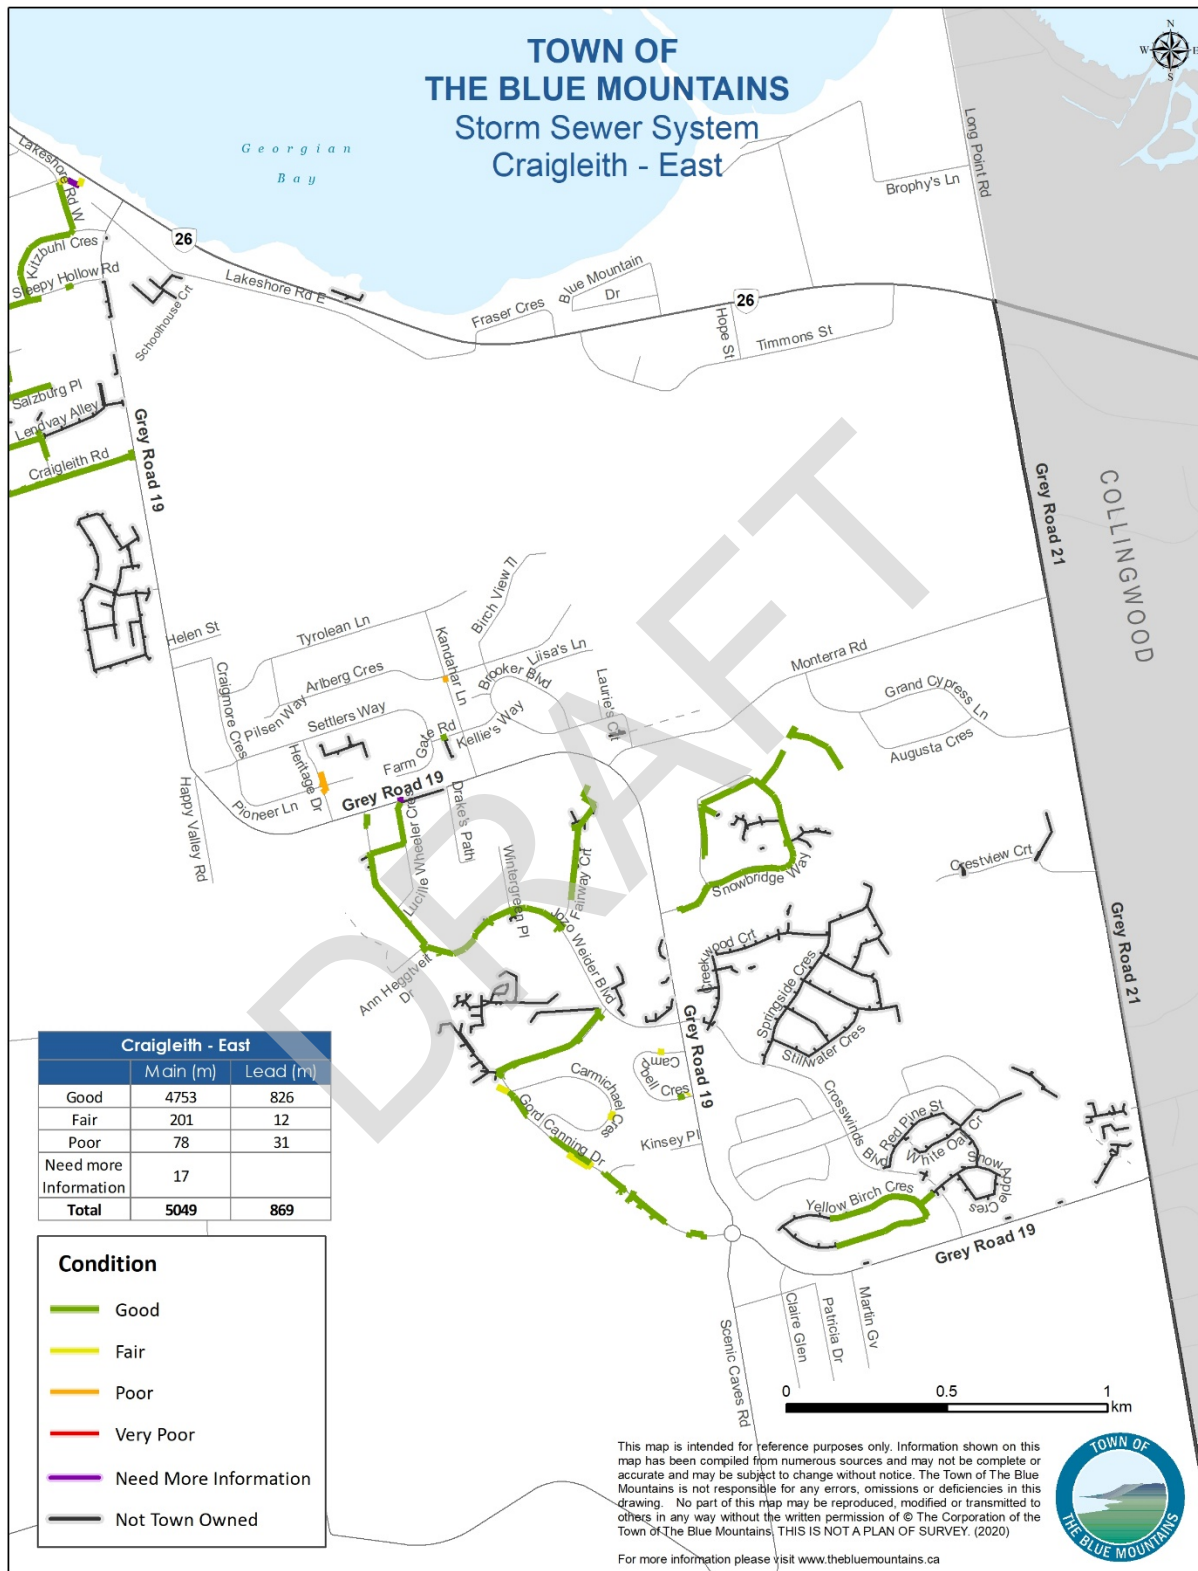 TOWN OF
THE BLUE MOUNTAINS
Storm Sewer System
Craigleith - East
N
W E
S
Georgian
Bay
Long Point Rd
Brophy's Ln
Lakeshore Rd W
26
Kitzbuhl Cres
Sleepy Hollow Rd
Schoolhouse Crt
Lakeshore Rd E
Fraser Cres
Blue Mountain
Dr
26
Hope St
Timmons St
Salzburg Pl
Lendvay Alley
Craigleith Rd
Grey Road 19
Grey Road 21
COLLINGWOOD
DRAFT
Helen St
Tyrolean Ln
Birch View Tl
Kandahar Ln
Liisa's Ln
Brooker Blvd
Laurie's Crt
Monterra Rd
Grand Cypress Ln
Augusta Cres
Craigmore Cres
Arlberg Cres
Pilsen Way
Settlers Way
Kellie's Way
Farm Gate Rd
Heritage Dr
Grey Road 19
Pioneer Ln
Happy Valley Rd
Drake's Path
Lucille Wheeler Cres
Wintergreen Pl
Fairway Crt
Snowbridge Way
Crestview Crt
Jozo Weider Blvd
Ann Heggtveit
Dr
Creekwood Crt
Springside Cres
Stillwater Cres
Grey Road 21
Grey Road 19
Campbell Cres
Carmichael Cres
Gord Canning Dr
Kinsey Pl
Crosswinds Blvd
Red Pine St
White Oak Cr
Snow Apple Cres
Yellow Birch Cres
Grey Road 19
Claire Glen
Patricia Dr
Martin Gv
Scenic Caves Rd
Craigleith - East
Main (m) Lead (m)
Good 4753 826
Fair 201 12
Poor 78 31
Need more
Information 17
Total 5049 869
Condition
Good
Fair
Poor
Very Poor
Need More Information
Not Town Owned
0 0.5 1
km
This map is intended for reference purposes only. Information shown on this
map has been compiled from numerous sources and may not be complete or
accurate and may be subject to change without notice. The Town of The Blue
Mountains is not responsible for any errors, omissions or deficiencies in this
drawing. No part of this map may be reproduced, modified or transmitted to
others in any way without the written permission of © The Corporation of the
Town of The Blue Mountains. THIS IS NOT A PLAN OF SURVEY. (2020)
For more information please visit www.thebluemountains.ca
TOWN OF
THE BLUE MOUNTAINS